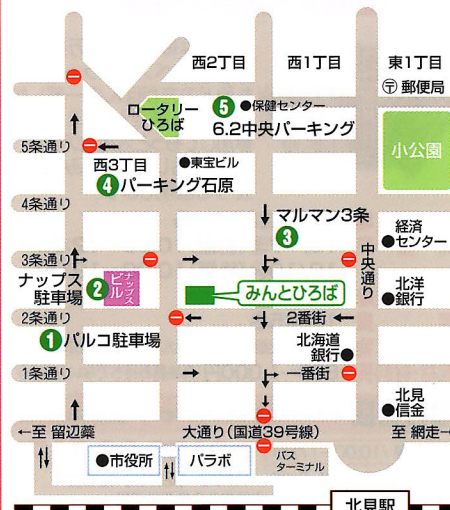 西2丁目
西1丁目
東1丁目
〒郵便局
ロータリー
ひろば
5
●保健センター
6.2中央パーキング
小公園
5条通り
西3丁目
●東宝ビル
4 パーキング石原
4条通り
マルマン3条
3
経済
●センター
3条通り
中央通り
ナップス
駐車場
2
ナップス
ビル
みんとひろば
北洋
●銀行
2条通り
2番街
1 パルコ駐車場
北海道
銀行●
1条通り
一番街
北見
●信金
←至 留辺蘂
大通り(国道39号線)
至 網走→
●市役所
パラボ
バス
ターミナル
北見駅